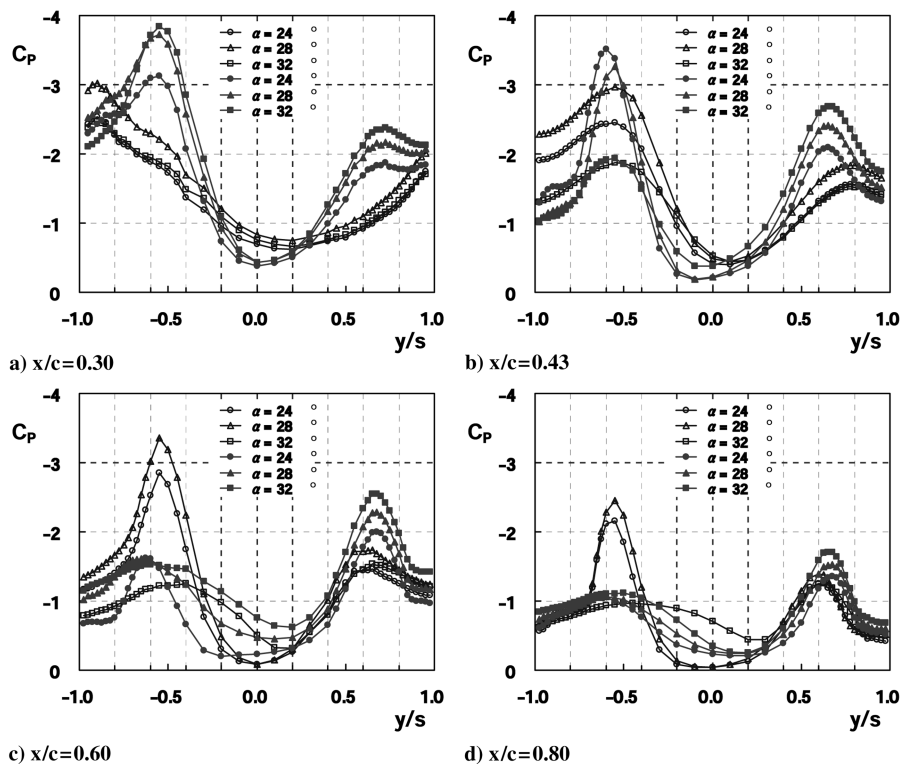 -4
-3
-2
-1
0
Cₚ
α = 24 °
α = 28 °
α = 32 °
α = 24 °
α = 28 °
α = 32 °
-1.0 -0.5 0.0 0.5 1.0
y/s
a) x/c=0.30
-4
-3
-2
-1
0
Cₚ
α = 24 °
α = 28 °
α = 32 °
α = 24 °
α = 28 °
α = 32 °
-1.0 -0.5 0.0 0.5 1.0
y/s
b) x/c=0.43
-4
-3
-2
-1
0
Cₚ
α = 24 °
α = 28 °
α = 32 °
α = 24 °
α = 28 °
α = 32 °
-1.0 -0.5 0.0 0.5 1.0
y/s
c) x/c=0.60
-4
-3
-2
-1
0
Cₚ
α = 24 °
α = 28 °
α = 32 °
α = 24 °
α = 28 °
α = 32 °
-1.0 -0.5 0.0 0.5 1.0
y/s
d) x/c=0.80